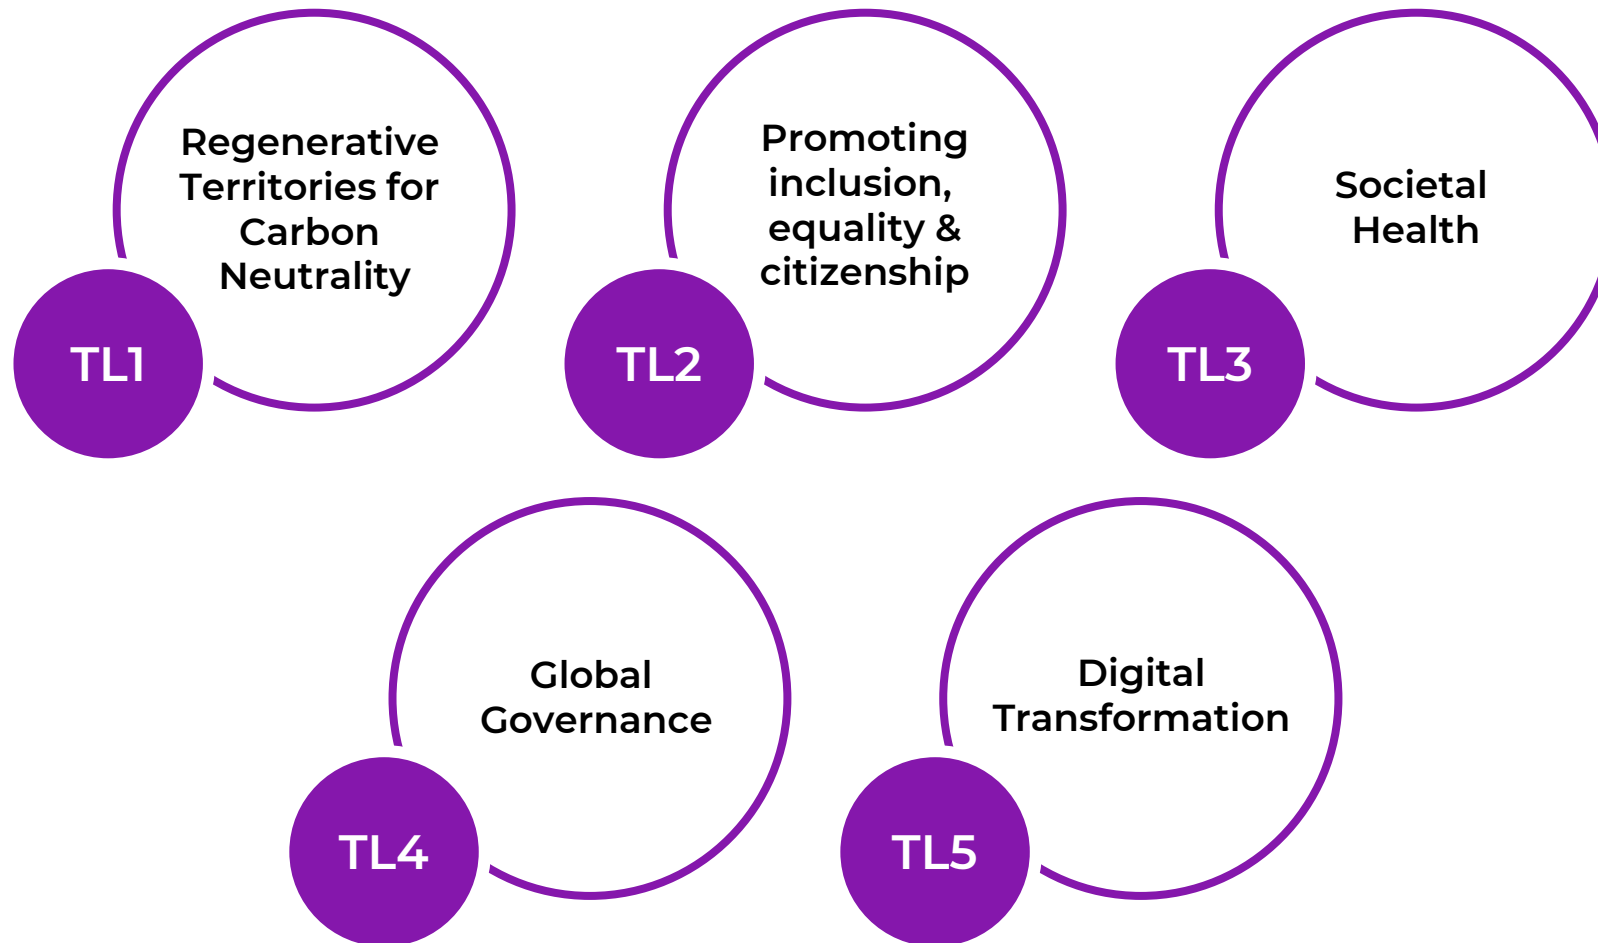 Regenerative
Territories for
Carbon
Neutrality
TL1
Promoting
inclusion,
equality &
citizenship
TL2
Societal
Health
TL3
Global
Governance
TL4
Digital
Transformation
TL5